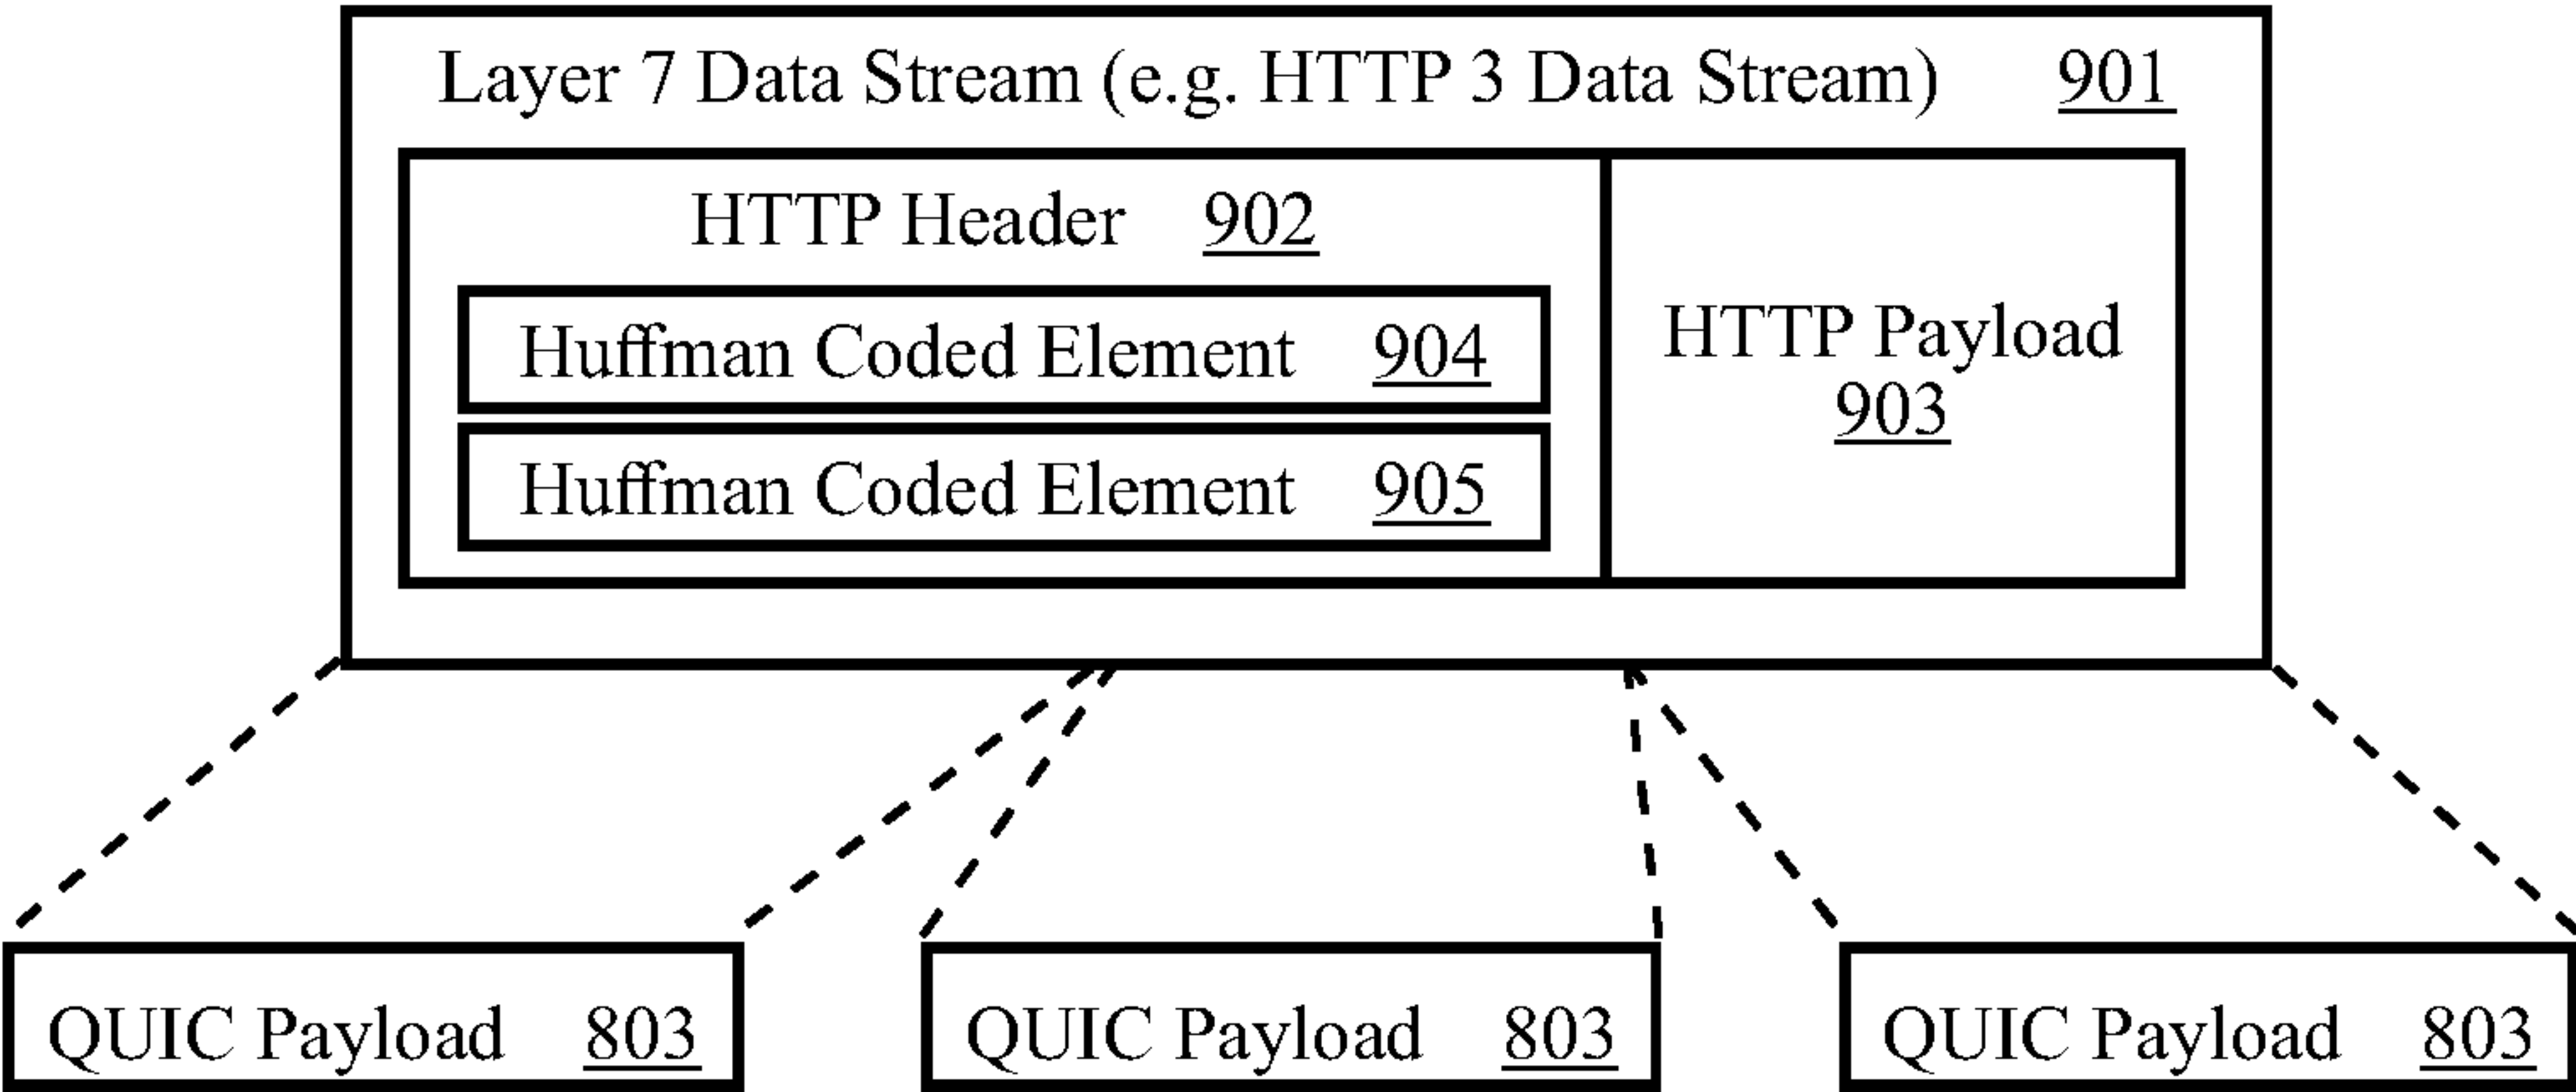 Layer 7 Data Stream (e.g. HTTP 3 Data Stream) 901
HTTP Header 902
Huffman Coded Element 904
Huffman Coded Element 905
HTTP Payload
903
QUIC Payload 803
QUIC Payload 803
QUIC Payload 803